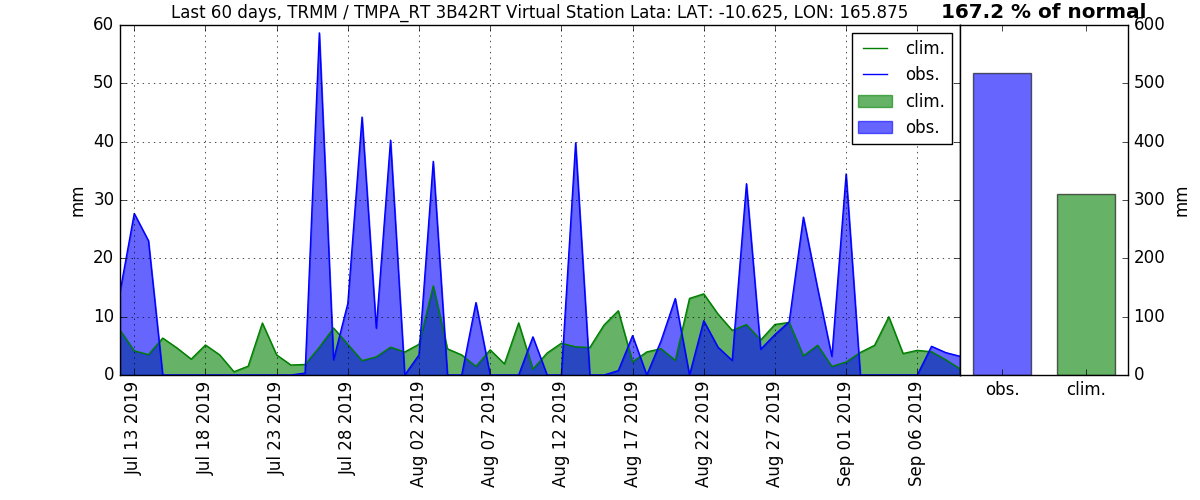 Last 60 days, TRMM / TMPA_RT 3B42RT Virtual Station Lata: LAT: -10.625, LON: 165.875
167.2 % of normal
60
50
40
30
20
10
0
mm
clim.
obs.
clim.
obs.
600
500
400
300
200
100
0
mm
obs.
clim.
Jul 13 2019
Jul 18 2019
Jul 23 2019
Jul 28 2019
Aug 02 2019
Aug 07 2019
Aug 12 2019
Aug 17 2019
Aug 22 2019
Aug 27 2019
Sep 01 2019
Sep 06 2019